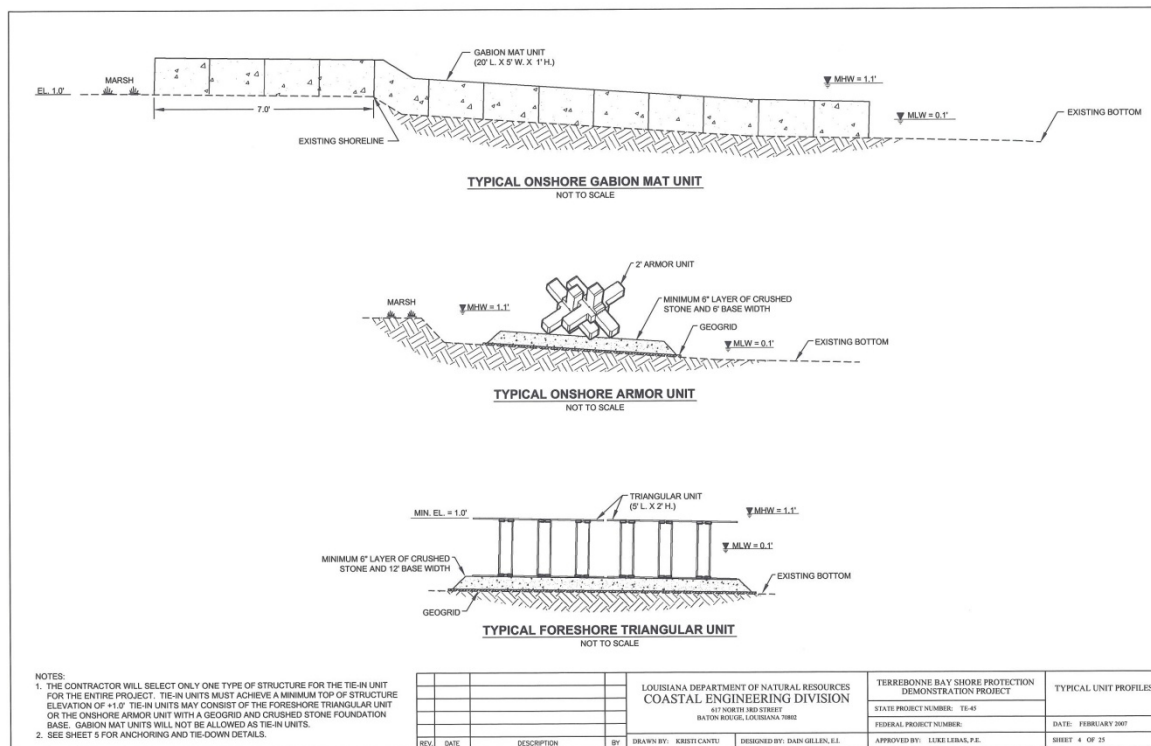 GABION MAT UNIT
(20' L. X 5' W. X 1' H.)
MARSH
EL. 1.0'
7.0'
EXISTING SHORELINE
MHW = 1.1'
MLW = 0.1'
EXISTING BOTTOM
TYPICAL ONSHORE GABION MAT UNIT
NOT TO SCALE
2' ARMOR UNIT
MARSH
MHW = 1.1'
MINIMUM 6" LAYER OF CRUSHED
STONE AND 6' BASE WIDTH
GEOGRID
MLW = 0.1'
EXISTING BOTTOM
TYPICAL ONSHORE ARMOR UNIT
NOT TO SCALE
TRIANGULAR UNIT
(5' L. X 2' H.)
MIN. EL. = 1.0'
MHW = 1.1'
MLW = 0.1'
MINIMUM 6" LAYER OF CRUSHED
STONE AND 12' BASE WIDTH
EXISTING BOTTOM
GEOGRID
TYPICAL FORESHORE TRIANGULAR UNIT
NOT TO SCALE
NOTES:
1. THE CONTRACTOR WILL SELECT ONLY ONE TYPE OF STRUCTURE FOR THE TIE-IN UNIT
FOR THE ENTIRE PROJECT. TIE-IN UNITS MUST ACHIEVE A MINIMUM TOP OF STRUCTURE
ELEVATION OF +1.0' TIE-IN UNITS MAY CONSIST OF THE FORESHORE TRIANGULAR UNIT
OR THE ONSHORE ARMOR UNIT WITH A GEOGRID AND CRUSHED STONE FOUNDATION
BASE. GABION MAT UNITS WILL NOT BE ALLOWED AS TIE-IN UNITS.
2. SEE SHEET 5 FOR ANCHORING AND TIE-DOWN DETAILS.
REV. DATE DESCRIPTION BY
LOUISIANA DEPARTMENT OF NATURAL RESOURCES
COASTAL ENGINEERING DIVISION
617 NORTH 3RD STREET
BATON ROUGE, LOUISIANA 70802
DRAWN BY: KRISTI CANTU
DESIGNED BY: DAIN GILLEN, E.I.
TERREBONNE BAY SHORE PROTECTION
DEMONSTRATION PROJECT
STATE PROJECT NUMBER: TE-45
FEDERAL PROJECT NUMBER:
APPROVED BY: LUKE LEBAS, P.E.
TYPICAL UNIT PROFILES
DATE: FEBRUARY 2007
SHEET 4 OF 25